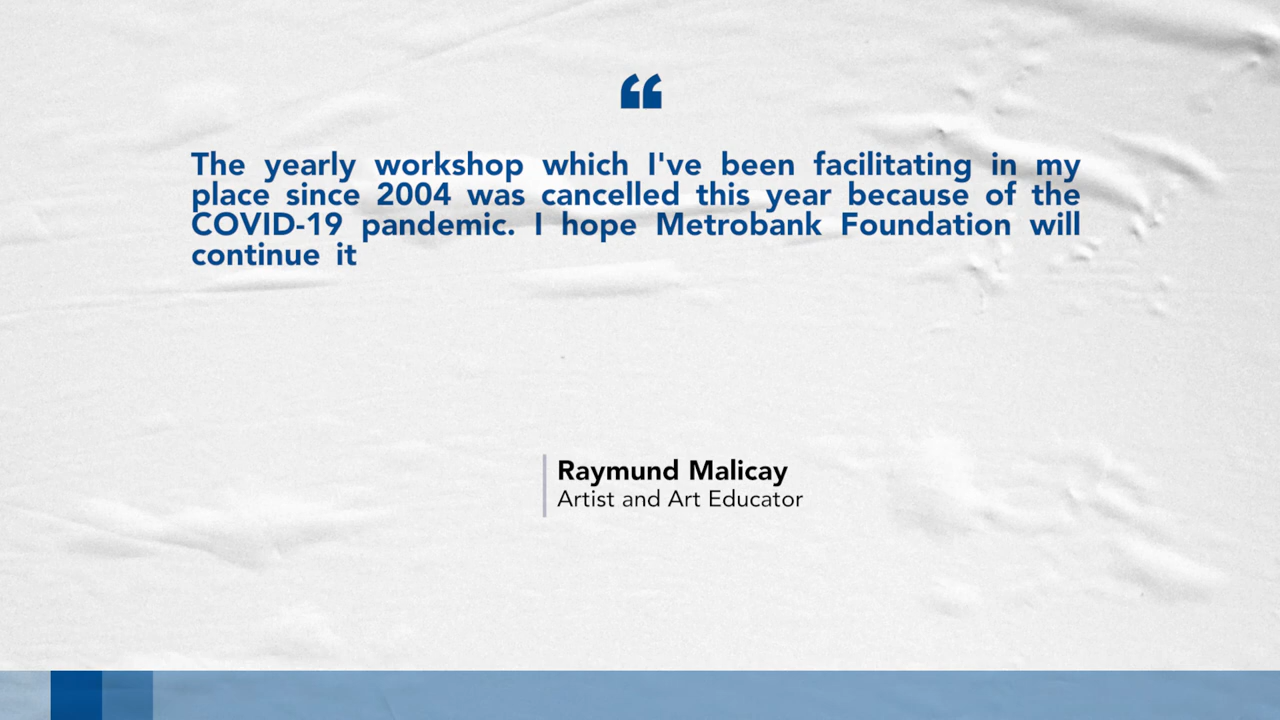 “
The yearly workshop which I've been facilitating in my
place since 2004 was cancelled this year because of the
COVID-19 pandemic. I hope Metrobank Foundation will
continue it
Raymund Malicay
Artist and Art Educator